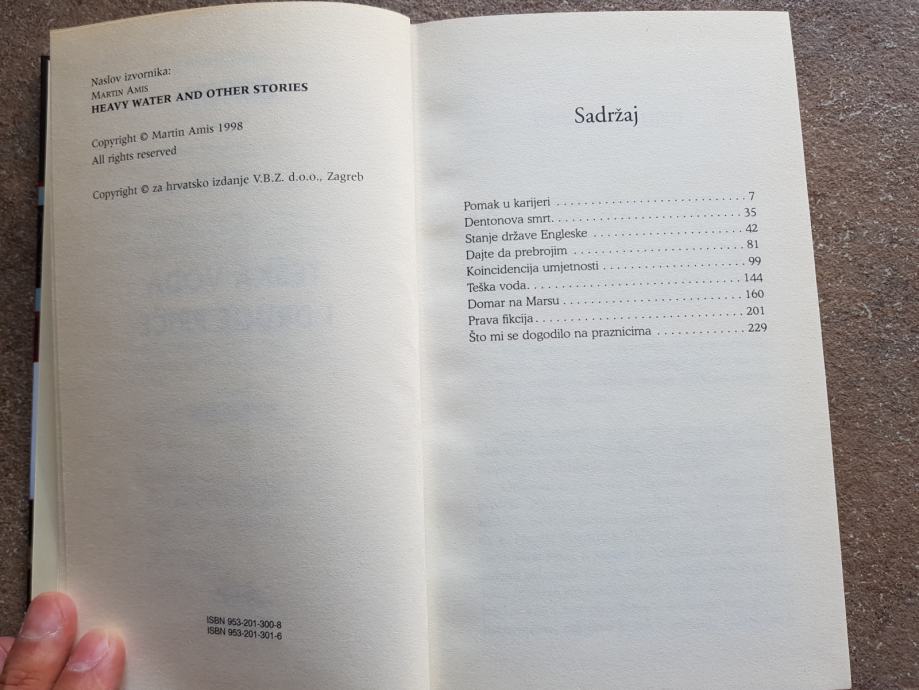 Naslov izvornika:
MARTIN AMIS
HEAVY WATER AND OTHER STORIES
Copyright © Martin Amis 1998
All rights reserved
Copyright © za hrvatsko izdanje V.B.Z. d.o.o., Zagreb
ISBN 953-201-300-8
ISBN 953-201-301-6
Sadržaj
Pomak u karijeri . . . . . . . . . . . . . . . . . . . . . . . . . . . . . 7
Dentonova smrt. . . . . . . . . . . . . . . . . . . . . . . . . . . . . 35
Stanje države Engleske . . . . . . . . . . . . . . . . . . . . . . . 42
Dajte da prebrojim . . . . . . . . . . . . . . . . . . . . . . . . . . 81
Koincidencija umjetnosti . . . . . . . . . . . . . . . . . . . . . . 99
Teška voda. . . . . . . . . . . . . . . . . . . . . . . . . . . . . . . . 144
Domar na Marsu . . . . . . . . . . . . . . . . . . . . . . . . . . . 160
Prava fikcija. . . . . . . . . . . . . . . . . . . . . . . . . . . . . . . 201
Što mi se dogodilo na praznicima . . . . . . . . . . . . . 229